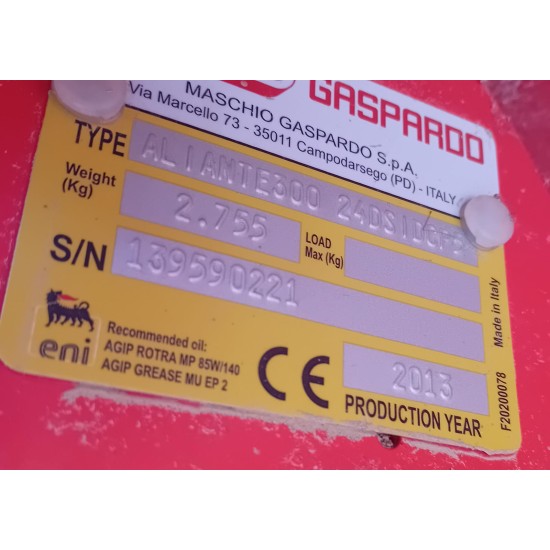 GASPARDO
MASCHIO GASPARDO S.p.A.
Via Marcello 73 - 35011 Campodarsego (PD) - ITALY
TYPE ALIANTE300
Weight (Kg) 2.755 LOAD Max (Kg)
S/N 139590221
eni
Recommended oil:
AGIP ROTRA MP 85W/140
AGIP GREASE MU EP 2
CE
2013
PRODUCTION YEAR
Made in Italy
F20200078